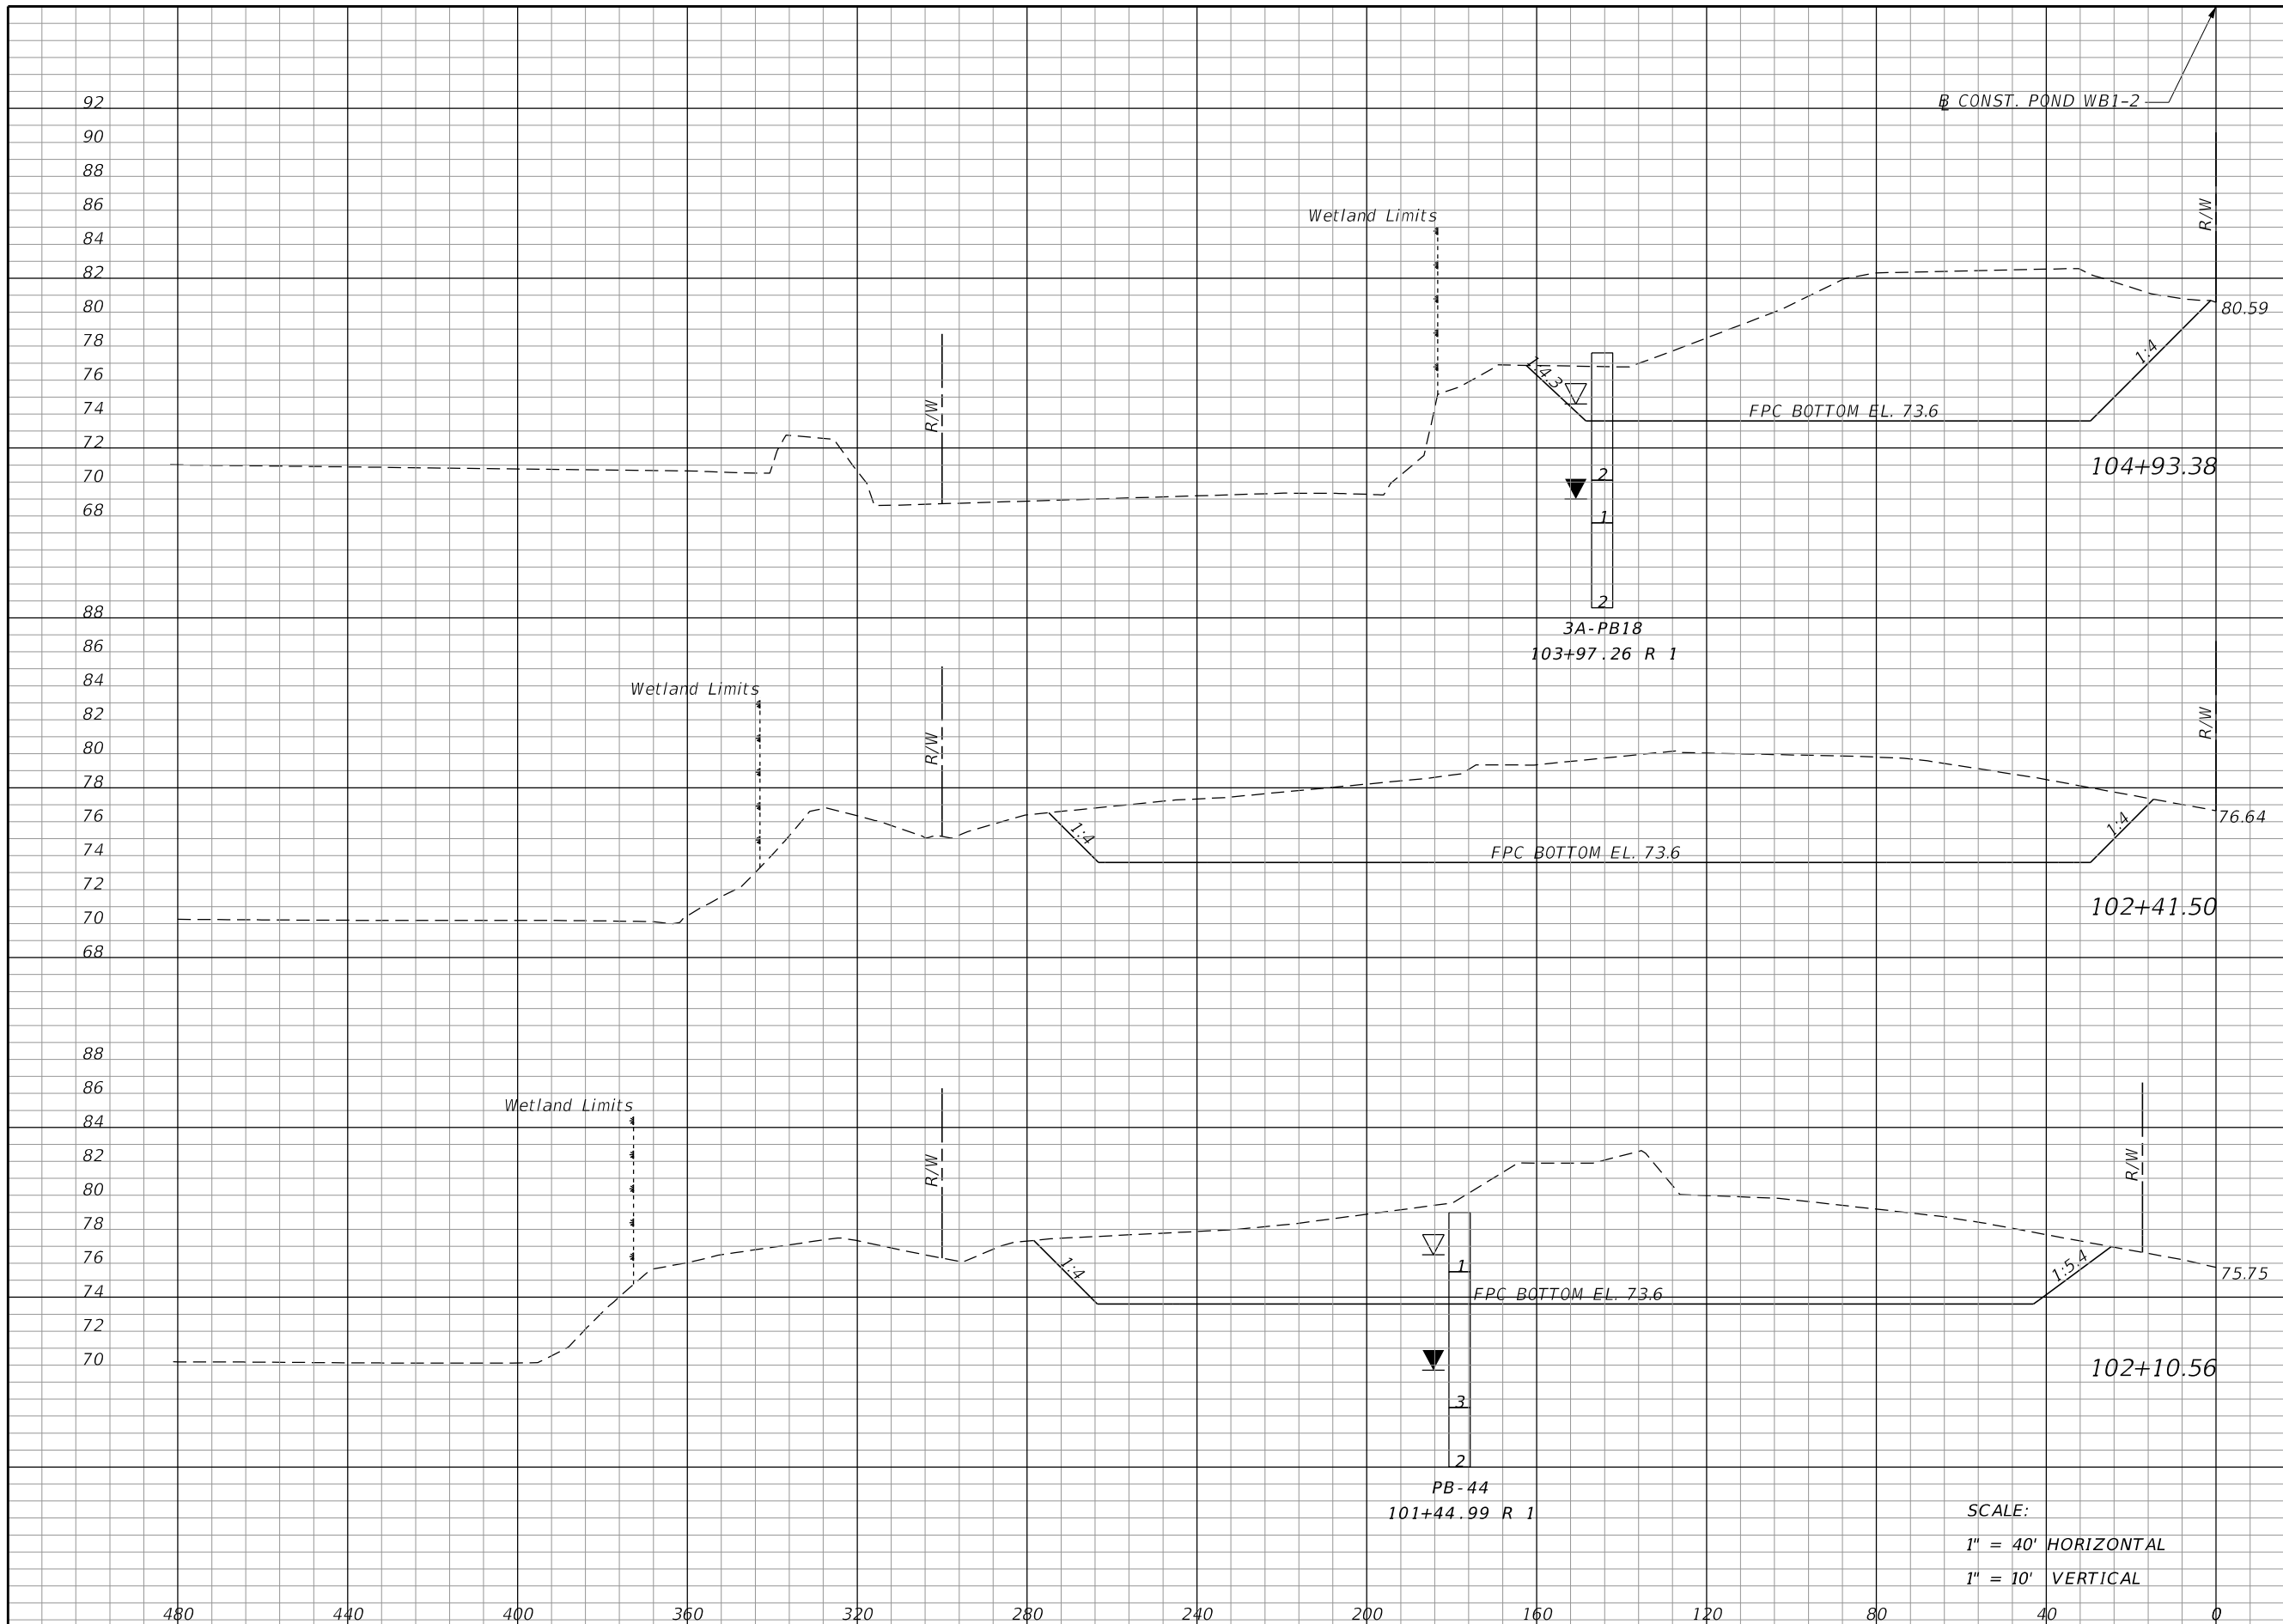 92
℄ CONST. POND WB1-2
90
88
86
Wetland Limits
R/W
84
82
80
80.59
78
1:4
76
1:4.3
74
R/W
FPC BOTTOM EL. 73.6
72
104+93.38
70
2
68
1
2
88
3A-PB18
86
103+97.26 R 1
84
Wetland Limits
82
R/W
80
R/W
78
76
76.64
74
1:4
1:4
FPC BOTTOM EL. 73.6
72
102+41.50
70
68
88
86
Wetland Limits
84
82
R/W
R/W
80
78
76
1
1:4
1:5.4
75.75
74
FPC BOTTOM EL. 73.6
72
70
102+10.56
3
2
PB-44
101+44.99 R 1
SCALE:
1" = 40' HORIZONTAL
1" = 10' VERTICAL
480 440 400 360 320 280 240 200 160 120 80 40 0